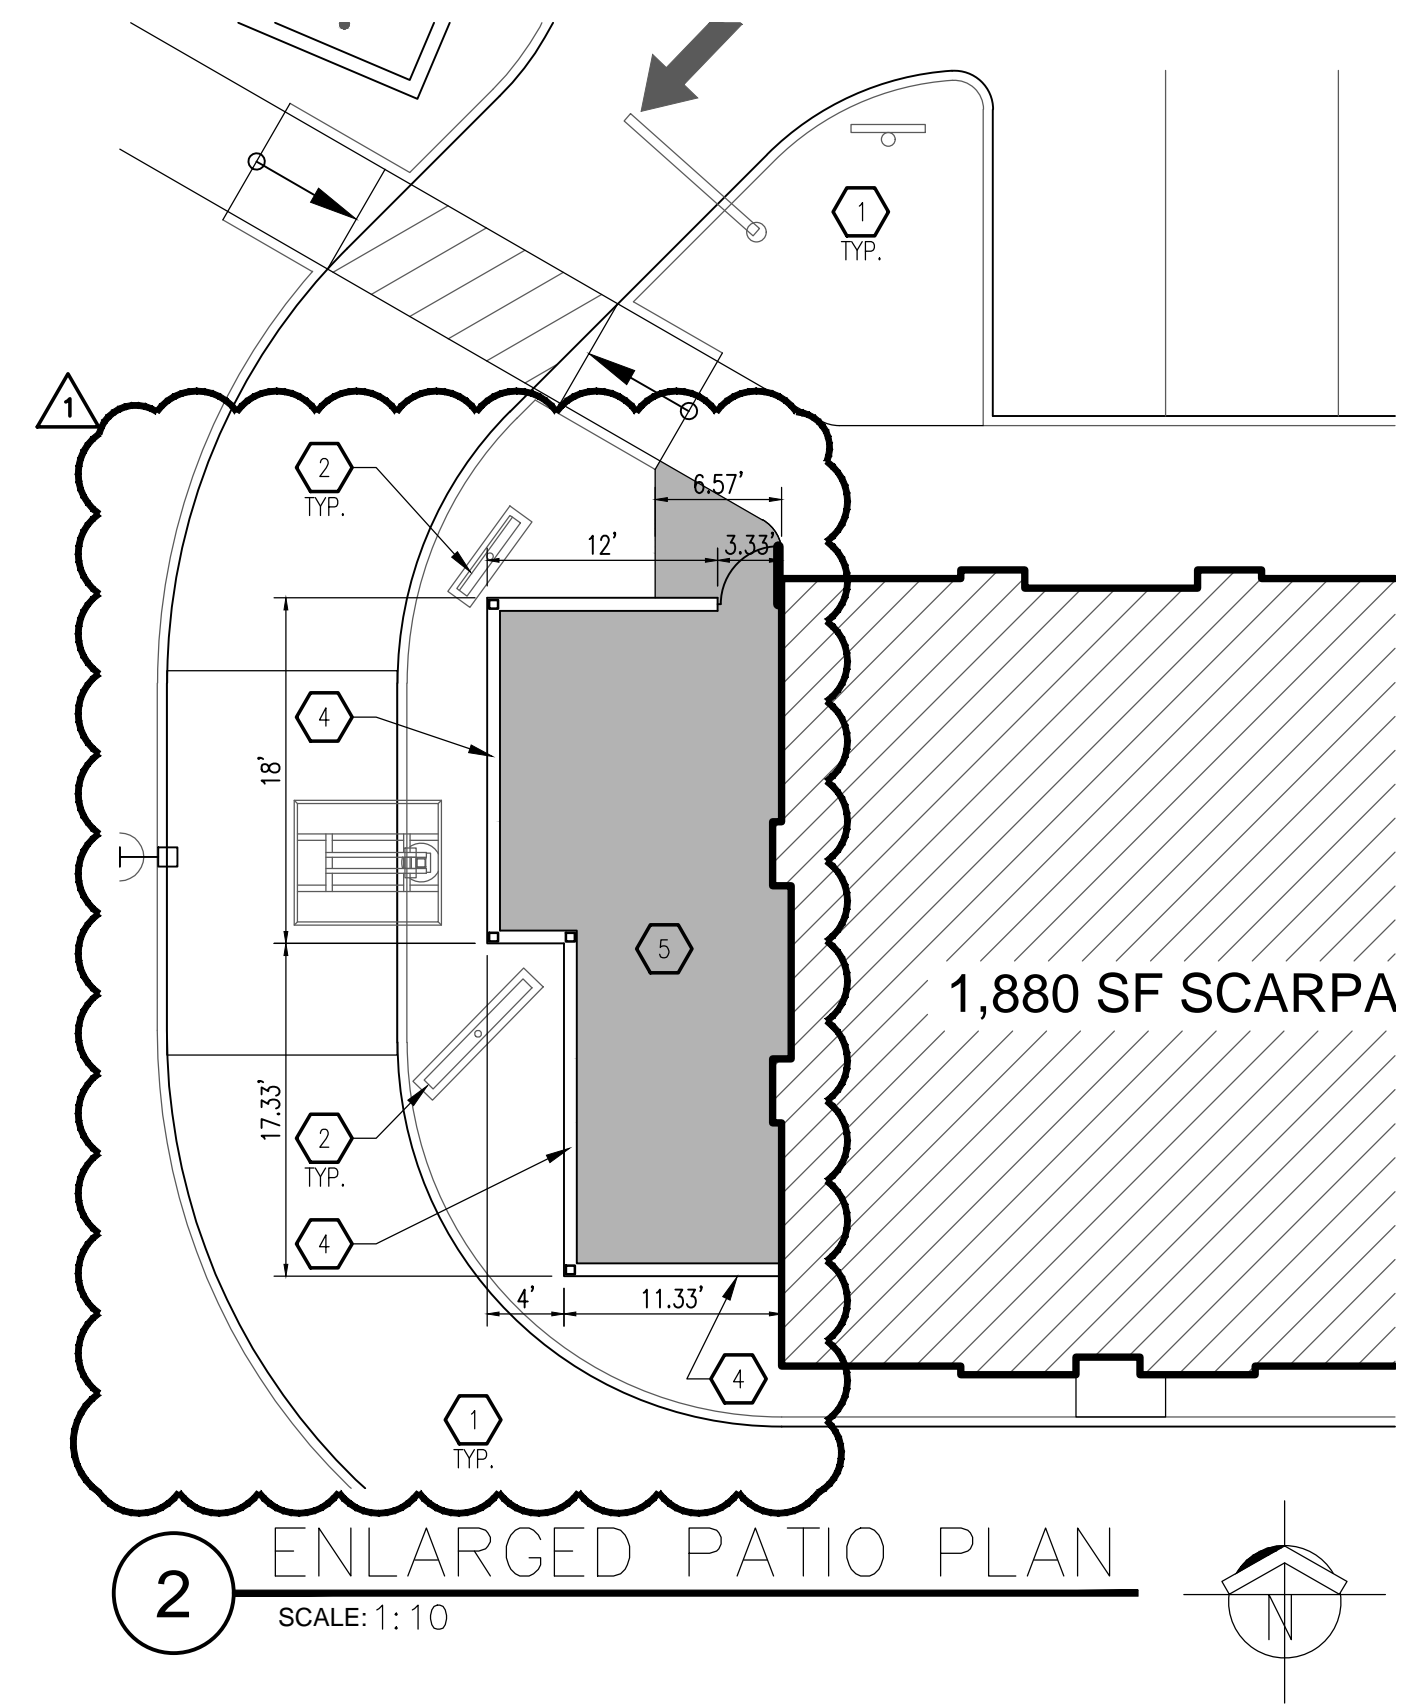 1
TYP.
1
2
TYP.
6.57'
12'
3.33'
4
18'
5
1,880 SF SCARPA
17.33'
2
TYP.
4
4'
11.33'
4
1
TYP.
2
ENLARGED PATIO PLAN
SCALE: 1:10
N